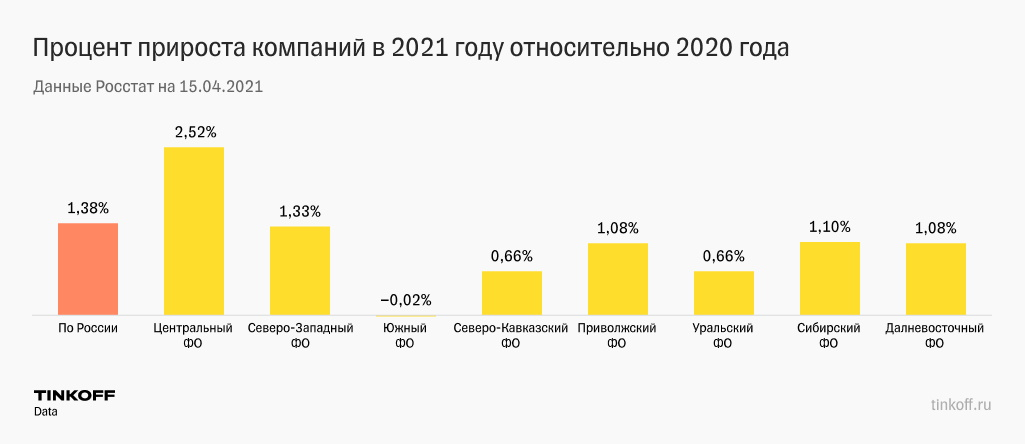 Процент прироста компаний в 2021 году относительно 2020 года
Данные Росстат на 15.04.2021
2,52%
1,38%
1,33%
−0,02%
0,66%
1,08%
0,66%
1,10%
1,08%
По России
Центральный
ФО
Северо-Западный
ФО
Южный
ФО
Северо-Кавказский
ФО
Приволжский
ФО
Уральский
ФО
Сибирский
ФО
Далневосточный
ФО
TINKOFF
Data
tinkoff.ru